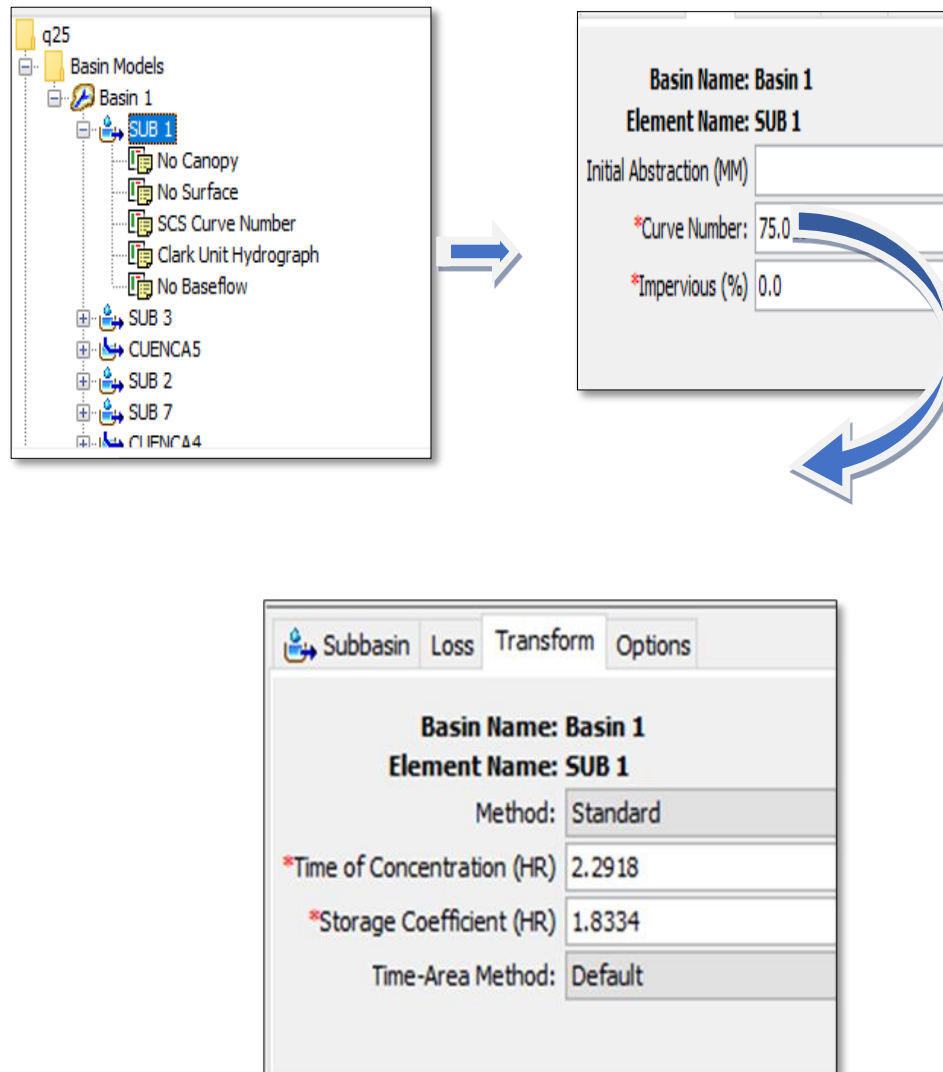 q25
Basin Models
Basin 1
SUB 1
No Canopy
No Surface
SCS Curve Number
Clark Unit Hydrograph
No Baseflow
SUB 3
CUENCA5
SUB 2
SUB 7
CUENCA4
Basin Name: Basin 1
Element Name: SUB 1
Initial Abstraction (MM)
*Curve Number: 75.0
*Impervious (%) 0.0
Subbasin Loss Transform Options
Basin Name: Basin 1
Element Name: SUB 1
Method: Standard
*Time of Concentration (HR) 2.2918
*Storage Coefficient (HR) 1.8334
Time-Area Method: Default